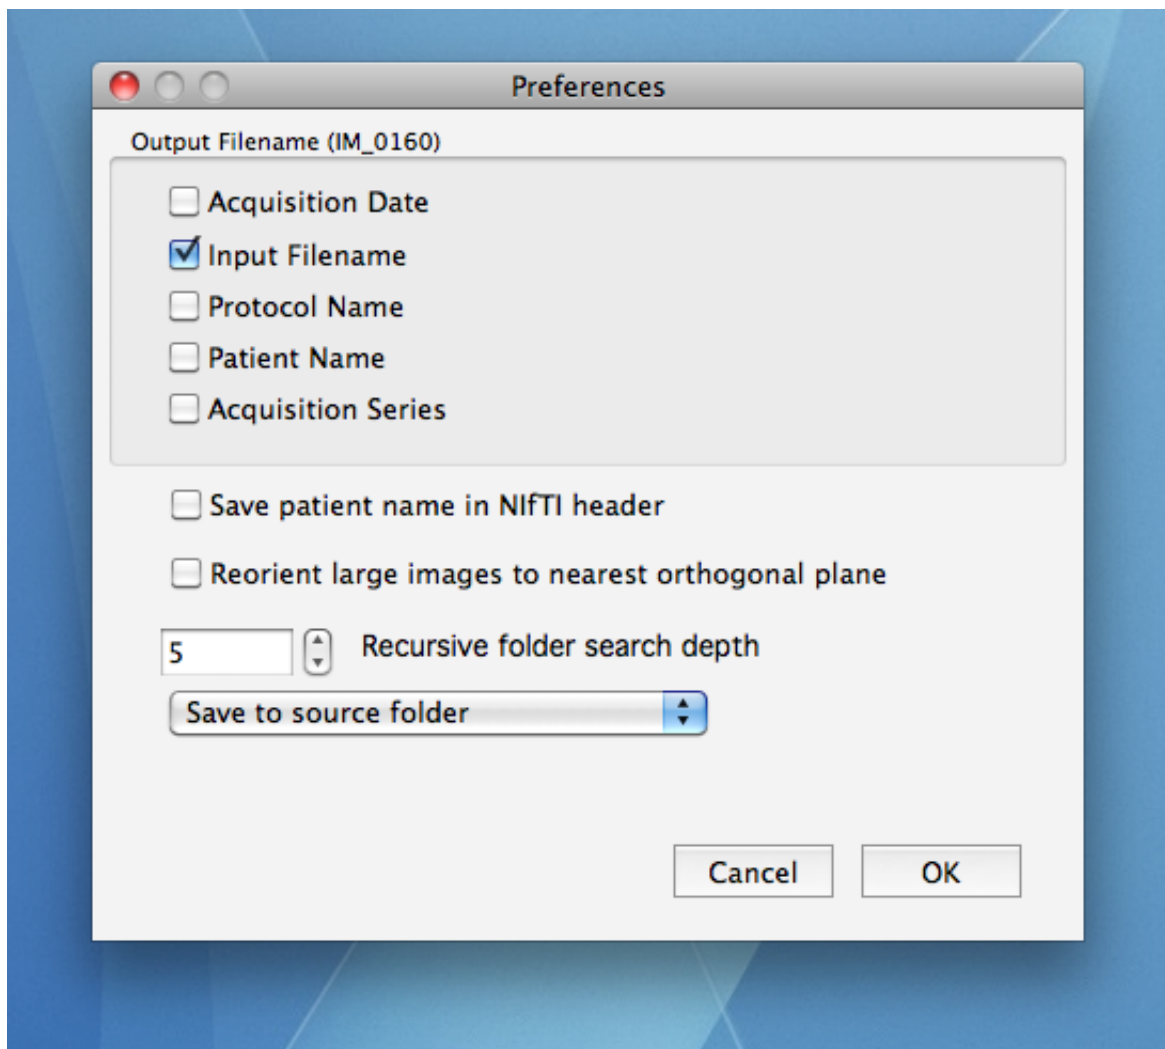 Preferences
Output Filename (IM_0160)
Acquisition Date
Input Filename
Protocol Name
Patient Name
Acquisition Series
Save patient name in NIfTI header
Reorient large images to nearest orthogonal plane
5 Recursive folder search depth
Save to source folder
Cancel OK